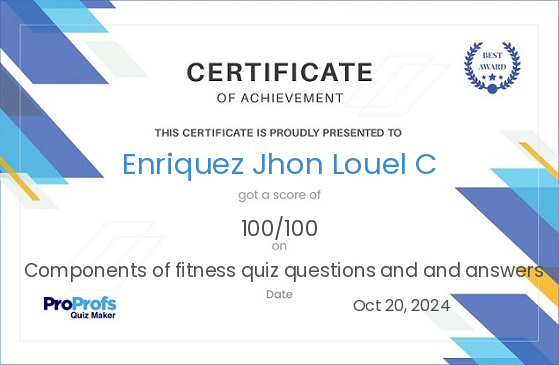 BEST
AWARD
CERTIFICATE
OF ACHIEVEMENT
THIS CERTIFICATE IS PROUDLY PRESENTED TO
Enriquez Jhon Louel C
got a score of
100/100
on
Components of fitness quiz questions and and answers
Date
ProProfs
Quiz Maker
Oct 20, 2024